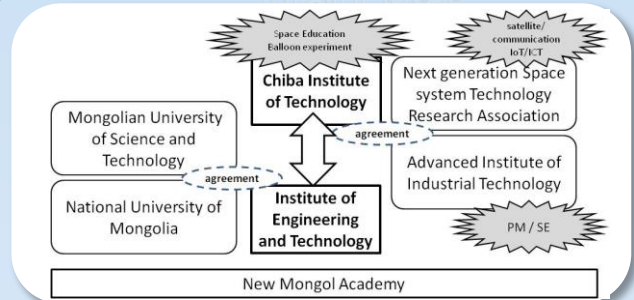 Space Education
Balloon experiment
satellite/
communication
IoT/ICT
Chiba Institute
of Technology
Next generation Space
system Technology
Research Association
Mongolian University
of Science and
Technology
agreement
agreement
Advanced Institute of
Industrial Technology
National University of
Mongolia
Institute of
Engineering
and Technology
PM / SE
New Mongol Academy